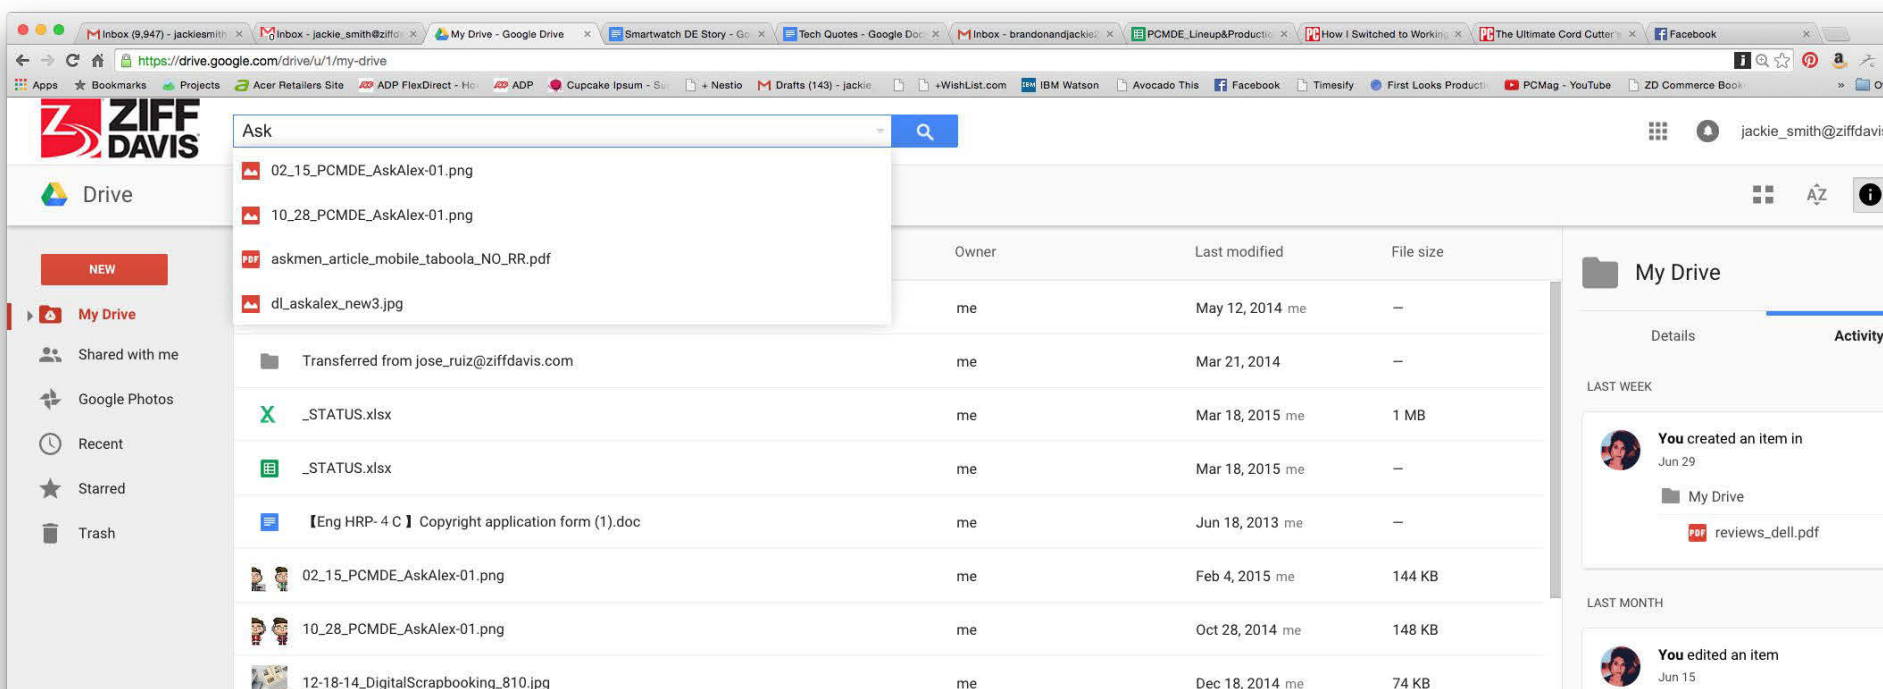 Inbox (9,947) - jackiesmith × Inbox - jackie_smith@ziffd × My Drive - Google Drive × Smartwatch DE Story - Go × Tech Quotes - Google Doc × Inbox - brandonandjackie × PCMDE_Lineup&Productio × How I Switched to Working × The Ultimate Cord Cutter's × Facebook ×
https://drive.google.com/drive/u/1/my-drive
Apps Bookmarks Projects Acer Retailers Site ADP FlexDirect - Ho ADP Cupcake Ipsum - Su + Nestio Drafts (143) - jackie +WishList.com IBM Watson Avocado This Facebook Timesify First Looks Producti PCMag - YouTube ZD Commerce Book »
ZIFF
DAVIS
Ask
jackie_smith@ziffdavis
02_15_PCMDE_AskAlex-01.png
Drive
AZ
10_28_PCMDE_AskAlex-01.png
askmen_article_mobile_taboola_NO_RR.pdf
dl_askalex_new3.jpg
Owner Last modified File size
NEW
My Drive
Shared with me
Google Photos
Recent
Starred
Trash
me May 12, 2014 me —
Transferred from jose_ruiz@ziffdavis.com me Mar 21, 2014 —
_STATUS.xlsx me Mar 18, 2015 me 1 MB
_STATUS.xlsx me Mar 18, 2015 me —
【Eng HRP-４C 】Copyright application form (1).doc me Jun 18, 2013 me —
02_15_PCMDE_AskAlex-01.png me Feb 4, 2015 me 144 KB
10_28_PCMDE_AskAlex-01.png me Oct 28, 2014 me 148 KB
12-18-14_DigitalScrapbooking_810.jpg me Dec 18, 2014 me 74 KB
My Drive
Details Activity
LAST WEEK
You created an item in
Jun 29
My Drive
PDF reviews_dell.pdf
LAST MONTH
You edited an item
Jun 15